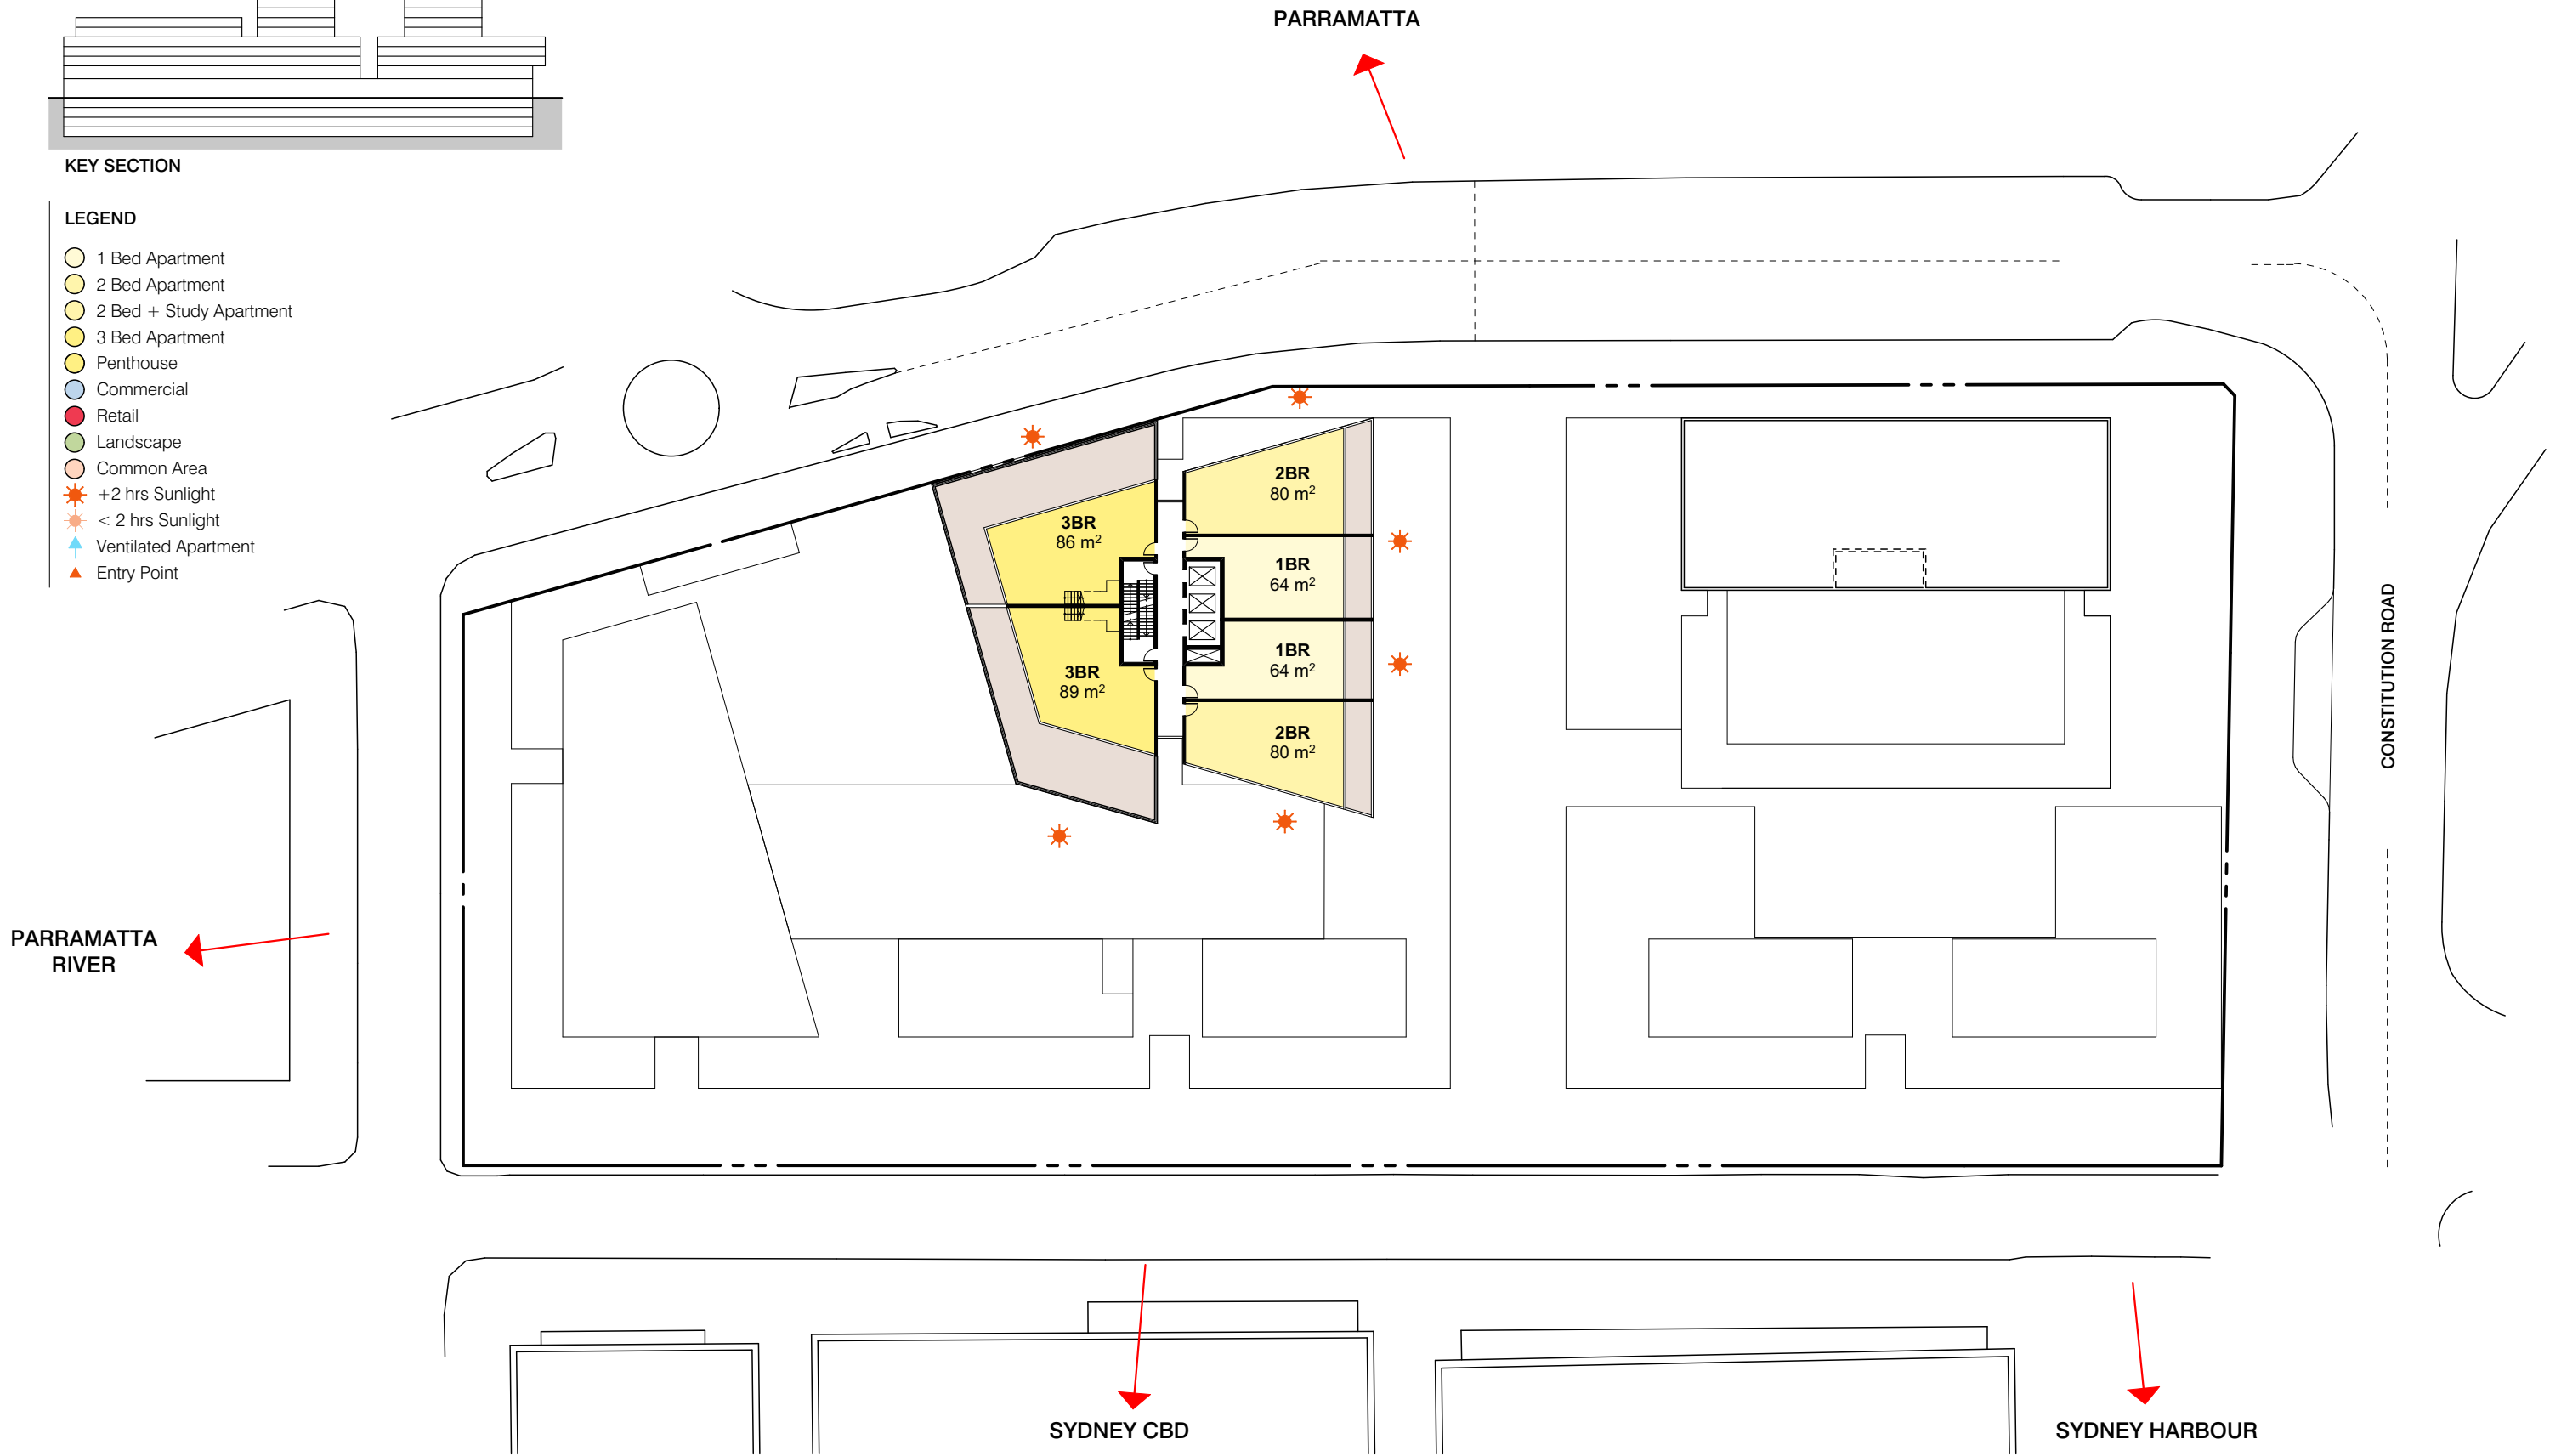 PARRAMATTA
KEY SECTION
LEGEND
1 Bed Apartment
2 Bed Apartment
2 Bed + Study Apartment
3 Bed Apartment
Penthouse
Commercial
Retail
Landscape
Common Area
+2 hrs Sunlight
< 2 hrs Sunlight
Ventilated Apartment
Entry Point
2BR
80 m²
3BR
86 m²
1BR
64 m²
1BR
64 m²
3BR
89 m²
2BR
80 m²
CONSTITUTION ROAD
PARRAMATTA
RIVER
SYDNEY CBD
SYDNEY HARBOUR